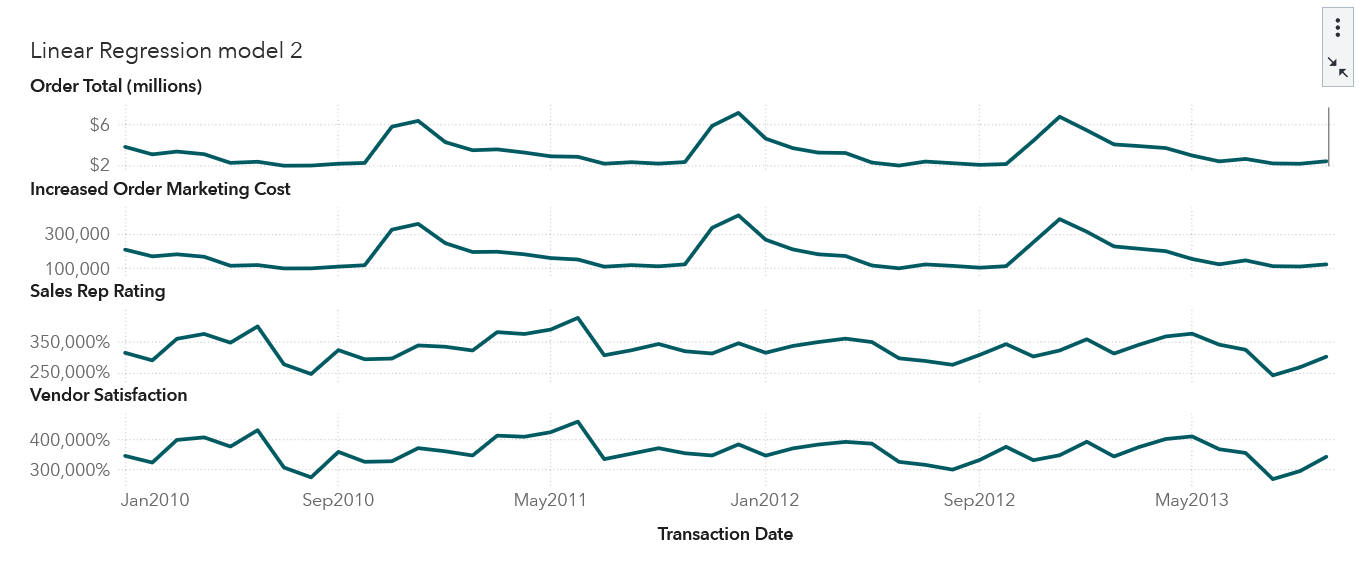 Linear Regression model 2
Order Total (millions)
$6
$2
Increased Order Marketing Cost
300,000
100,000
Sales Rep Rating
350,000%
250,000%
Vendor Satisfaction
400,000%
300,000%
Jan2010 Sep2010 May2011 Jan2012 Sep2012 May2013
Transaction Date